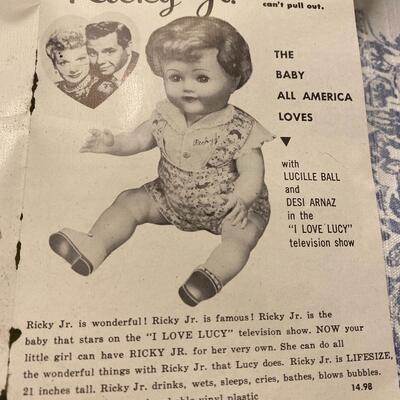 Ricky Jr.
can't pull out.
THE
BABY
ALL AMERICA
LOVES
with
LUCILLE BALL
and
DESI ARNAZ
in the
"I LOVE LUCY"
television show
Ricky Jr.
Ricky Jr. is wonderful! Ricky Jr. is famous! Ricky Jr. is the
baby that stars on the "I LOVE LUCY" television show. NOW your
little girl can have RICKY JR. for her very own. She can do all
the wonderful things with Ricky Jr. that Lucy does. Ricky Jr. is LIFESIZE,
21 inches tall. Ricky Jr. drinks, wets, sleeps, cries, bathes, blows bubbles.
14.98
vinyl plastic